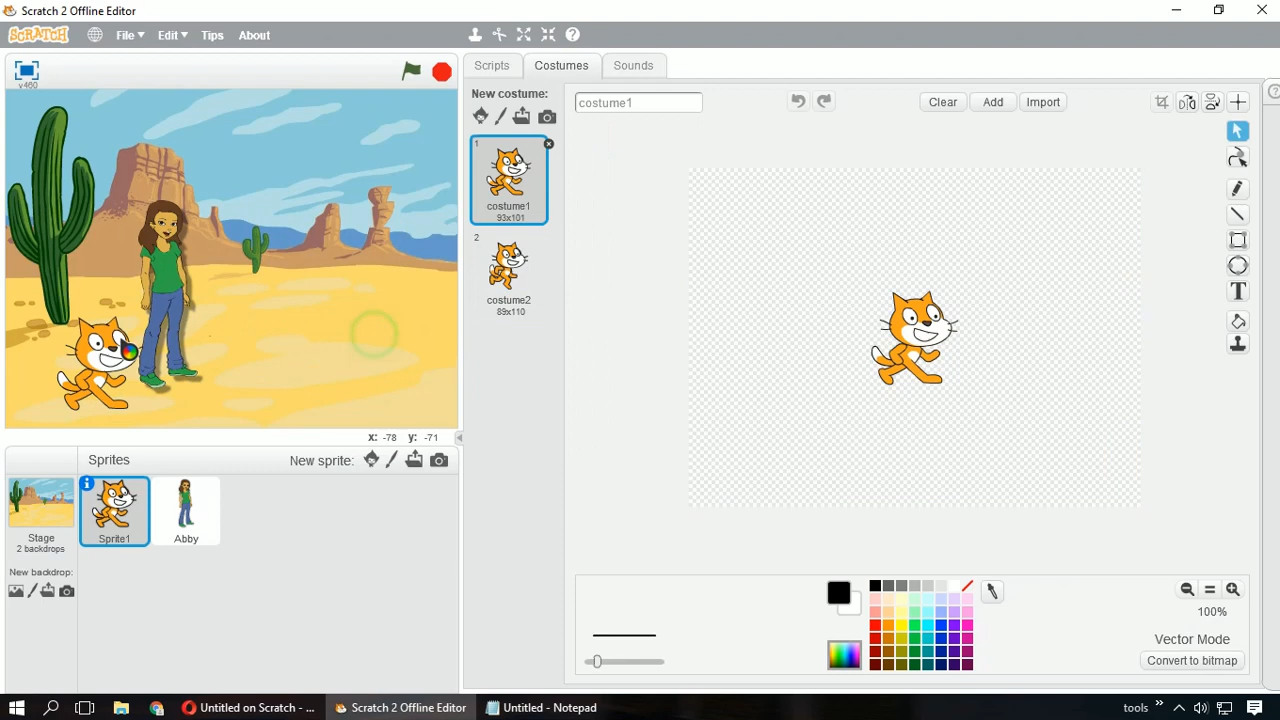 Scratch 2 Offline Editor
SCRATCH File Edit Tips About
v460
Scripts Costumes Sounds
New costume:
costume1
Clear Add Import
1
costume1
93x101
2
costume2
89x110
x: -78 y: -71
Sprites New sprite:
Stage
2 backdrops
New backdrop:
Sprite1
Abby
100%
Vector Mode
Convert to bitmap
Untitled on Scratch - ... Scratch 2 Offline Editor Untitled - Notepad tools